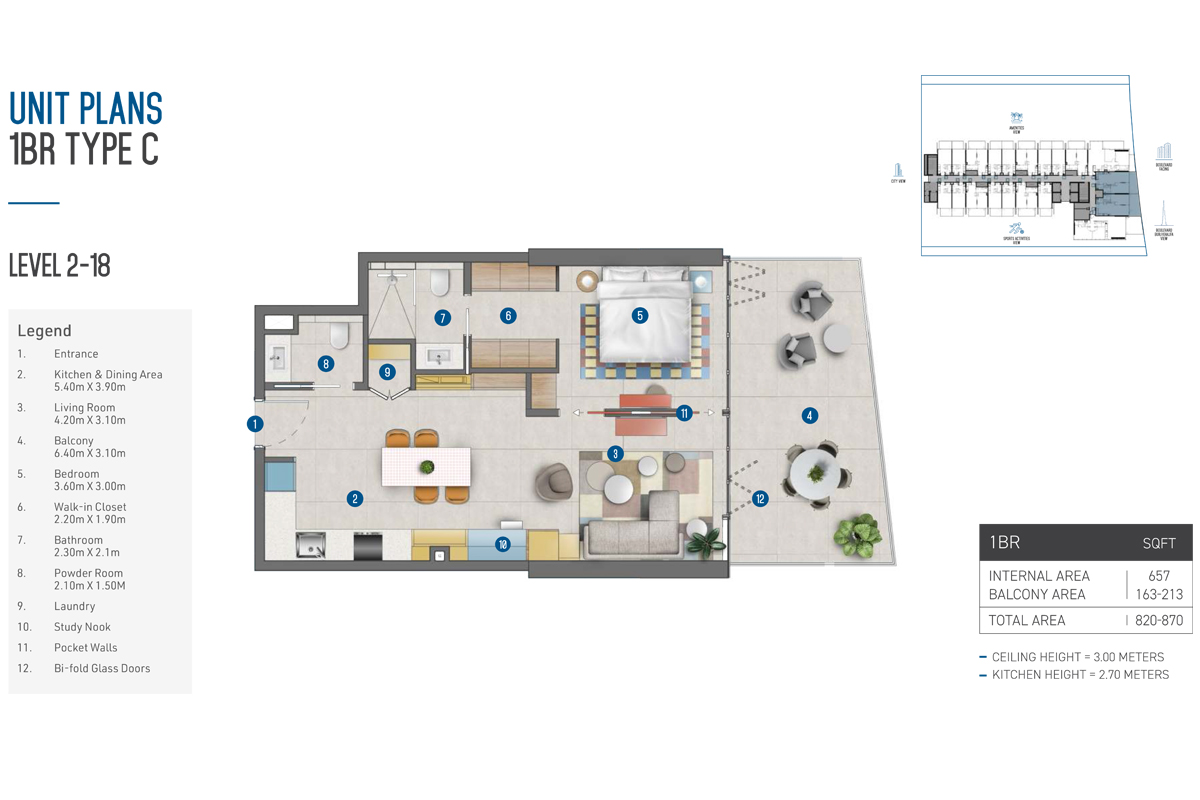 UNIT PLANS
1BR TYPE C
LEVEL 2-18
Legend
1. Entrance
2. Kitchen & Dining Area
5.40m X 3.90m
3. Living Room
4.20m X 3.10m
4. Balcony
6.40m X 3.10m
5. Bedroom
3.60m X 3.00m
6. Walk-in Closet
2.20m X 1.90m
7. Bathroom
2.30m X 2.1m
8. Powder Room
2.10m X 1.50M
9. Laundry
10. Study Nook
11. Pocket Walls
12. Bi-fold Glass Doors
1
2
3
4
5
6
7
8
9
10
11
12
AMENITIES
VIEW
CITY VIEW
BOULEVARD
FACING
SPORTS ACTIVITIES
VIEW
BOULEVARD
BURJ KHALIFA
VIEW
1BR SQFT
INTERNAL AREA 657
BALCONY AREA 163-213
TOTAL AREA 820-870
CEILING HEIGHT = 3.00 METERS
KITCHEN HEIGHT = 2.70 METERS